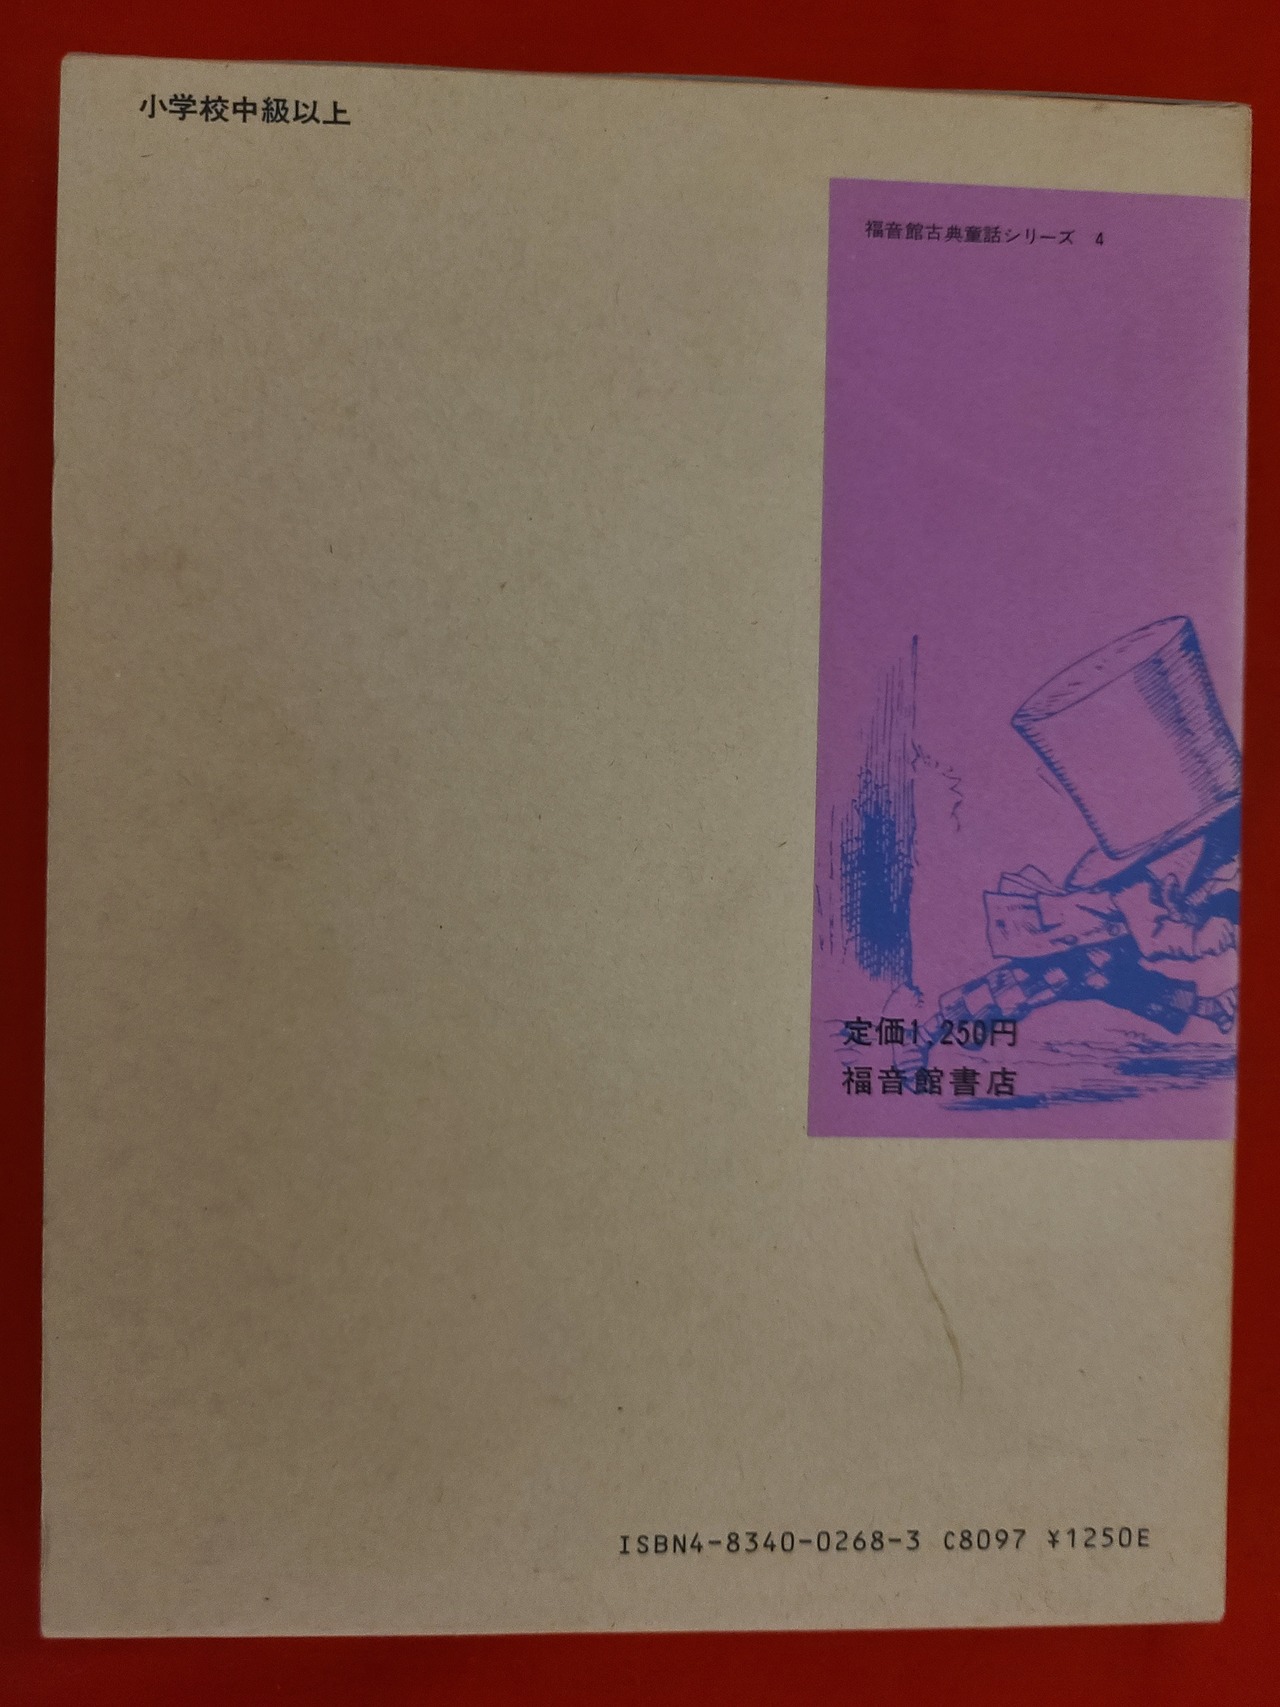 小学校中級以上
福音館古典童話シリーズ 4
定価1,250円
福音館書店
ISBN4-8340-0268-3 C8097 ¥1250E